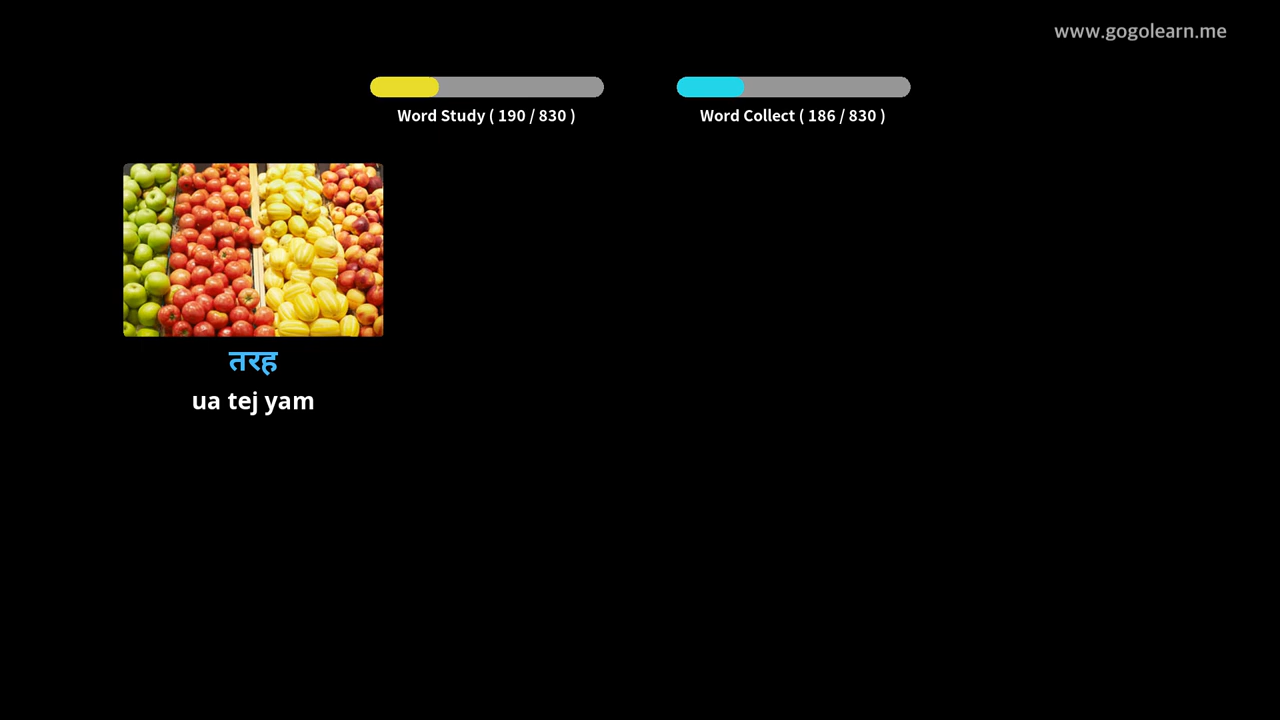 www.gogolearn.me
Word Study ( 190 / 830 )
Word Collect ( 186 / 830 )
तरह
ua tej yam